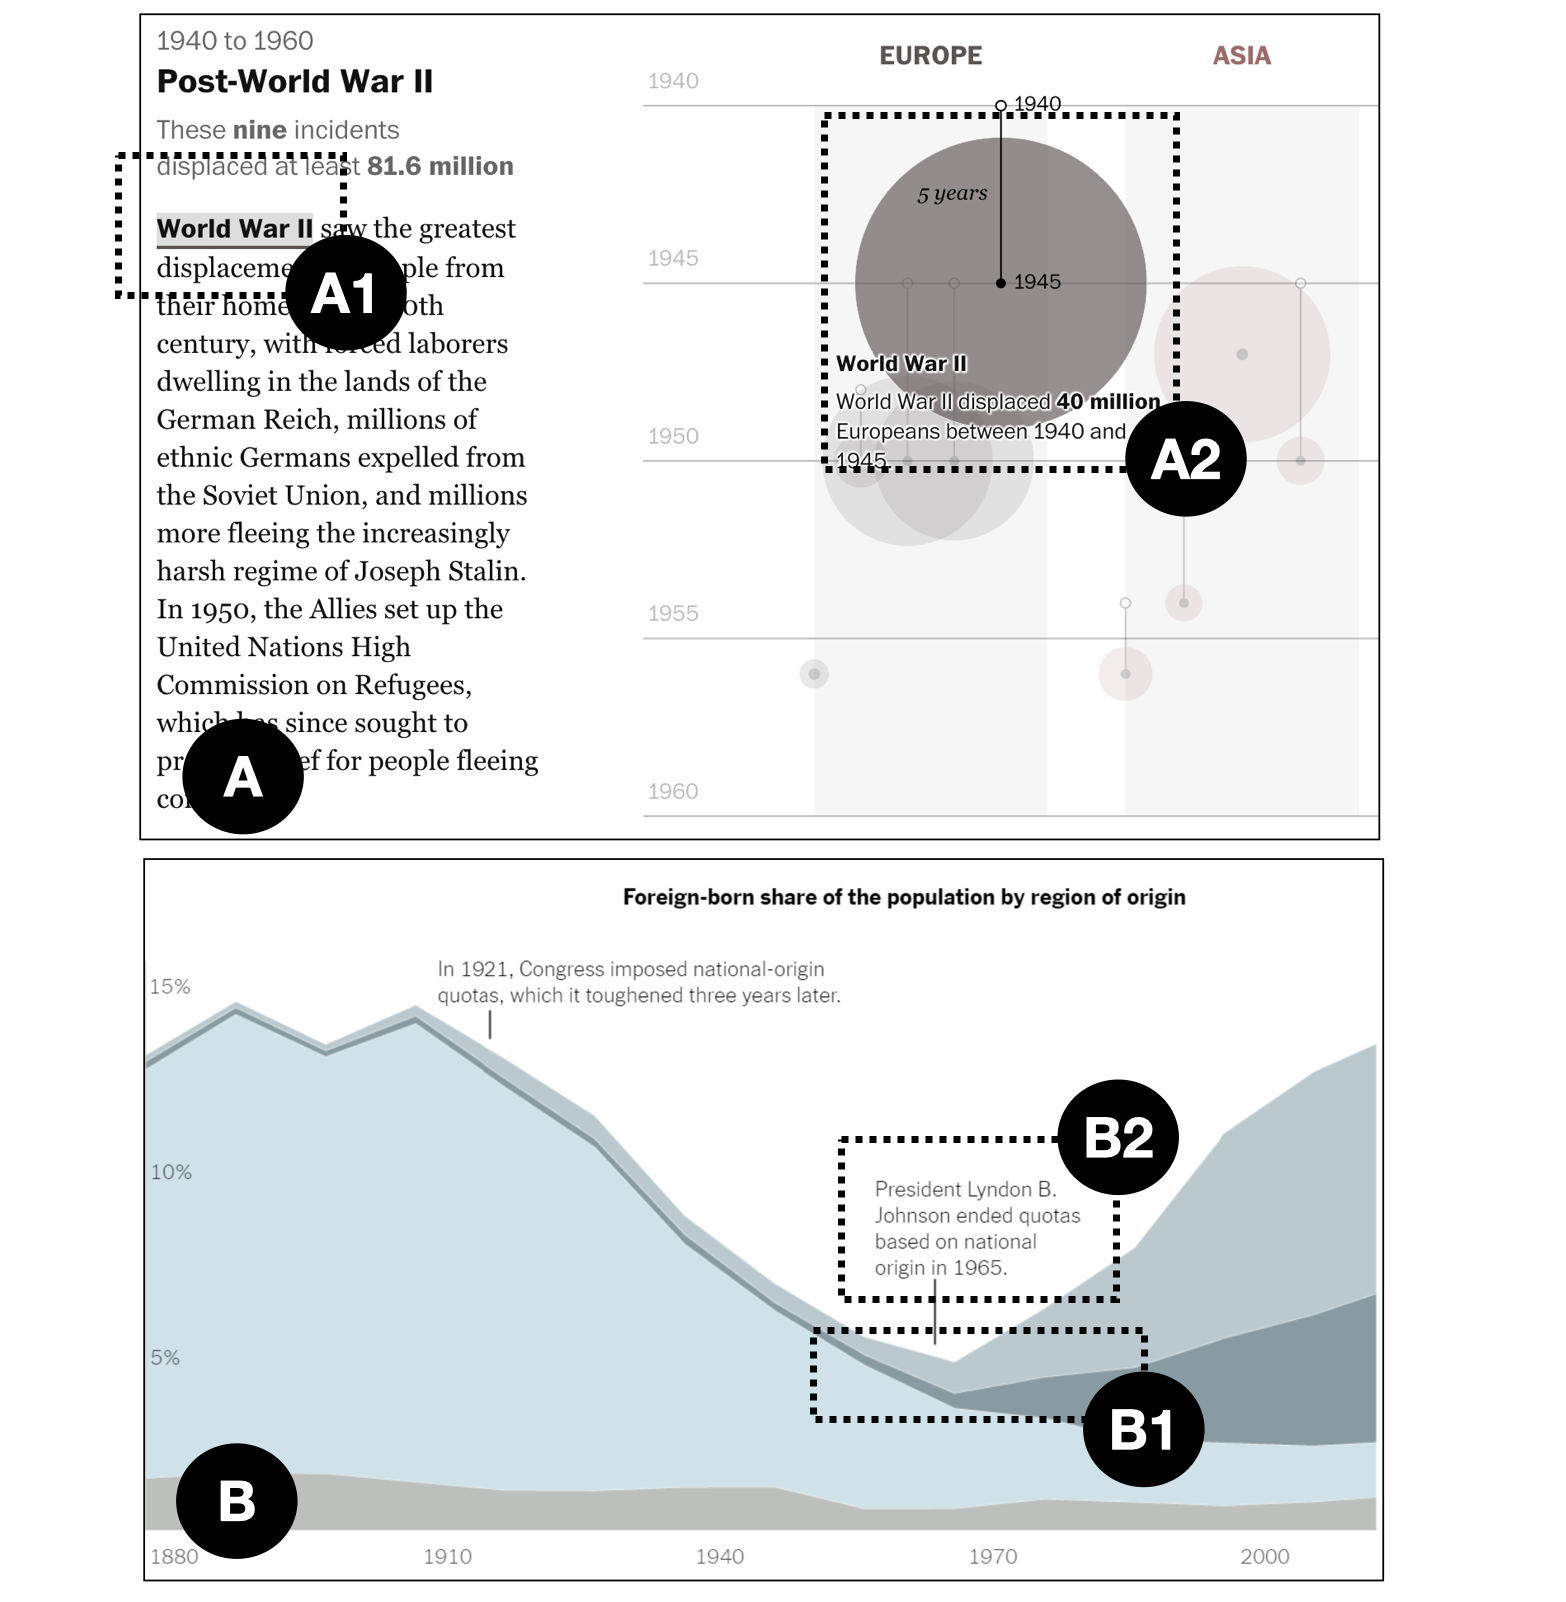 1940 to 1960
Post-World War II
These nine incidents
displaced at least 81.6 million
World War II saw the greatest
displaceme ple from
their home oth
century, with forced laborers
dwelling in the lands of the
German Reich, millions of
ethnic Germans expelled from
the Soviet Union, and millions
more fleeing the increasingly
harsh regime of Joseph Stalin.
In 1950, the Allies set up the
United Nations High
Commission on Refugees,
which has since sought to
pr ef for people fleeing
co
A1
A
EUROPE
ASIA
1940
1940
5 years
1945
1945
World War II
World War II displaced 40 million
Europeans between 1940 and
1945.
1950
A2
1955
1960
Foreign-born share of the population by region of origin
In 1921, Congress imposed national-origin
quotas, which it toughened three years later.
15%
10%
5%
B2
President Lyndon B.
Johnson ended quotas
based on national
origin in 1965.
B1
B
1880
1910
1940
1970
2000